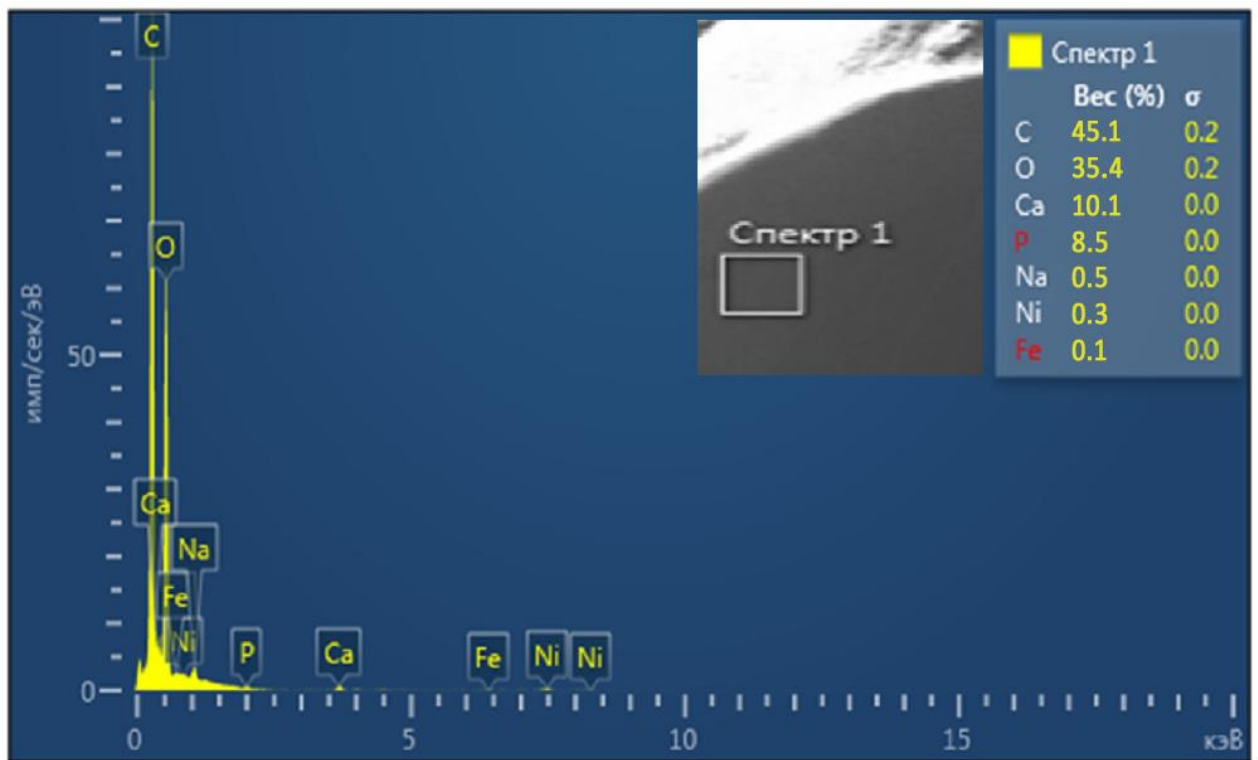 C
O
Ca
Na
Fe
Ni
P
Ca
Fe
Ni
Ni
имп/сек/эВ
50
0
0
5
10
15
кэВ
Спектр 1
Спектр 1
Вес (%) σ
C 45.1 0.2
O 35.4 0.2
Ca 10.1 0.0
P 8.5 0.0
Na 0.5 0.0
Ni 0.3 0.0
Fe 0.1 0.0